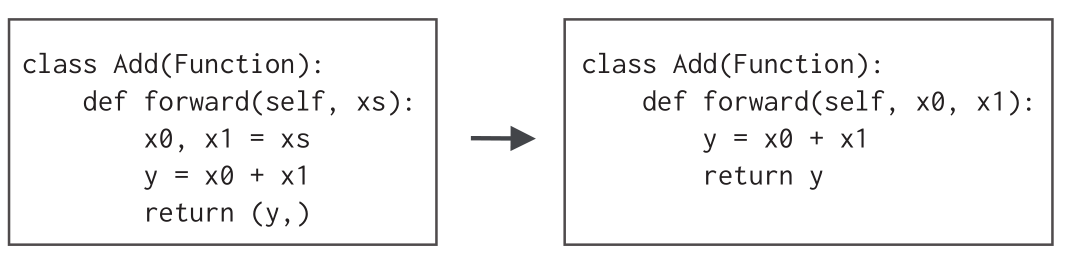 class Add(Function):
    def forward(self, xs):
        x0, x1 = xs
        y = x0 + x1
        return (y,)
class Add(Function):
    def forward(self, x0, x1):
        y = x0 + x1
        return y